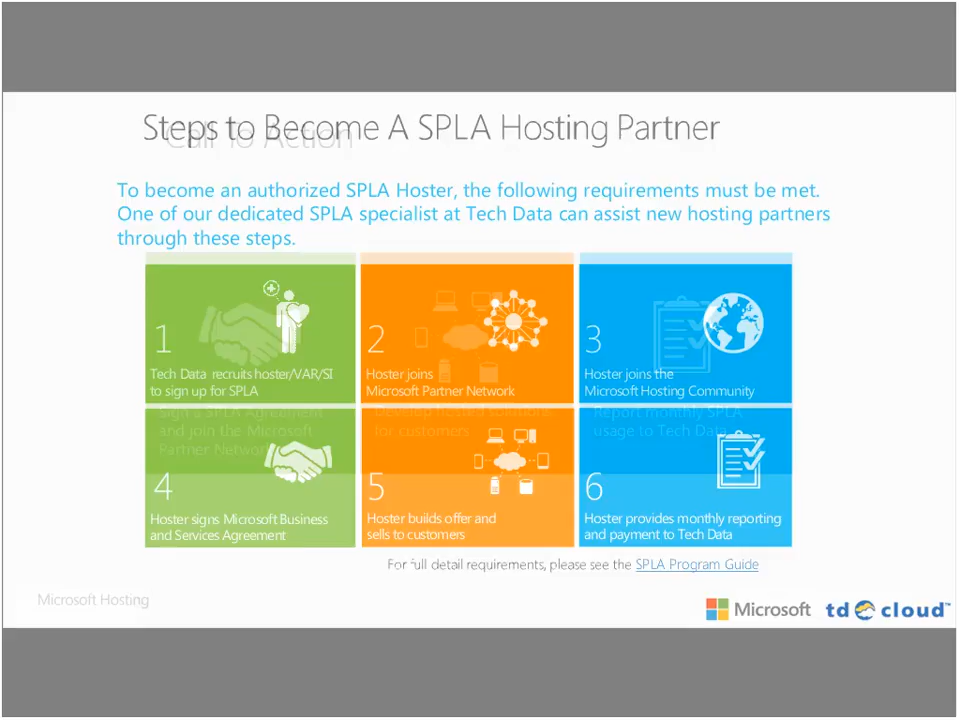 Steps to Become A SPLA Hosting Partner
Call To Action
To become an authorized SPLA Hoster, the following requirements must be met.
One of our dedicated SPLA specialist at Tech Data can assist new hosting partners
through these steps.
1
Tech Data recruits hoster/VAR/SI
to sign up for SPLA
2
Hoster joins
Microsoft Partner Network
3
Hoster joins the
Microsoft Hosting Community
Sign a SPLA Agreement
and join the Microsoft
Partner Network
Develop hosted solutions
for customers
Report monthly SPLA
usage to Tech Data
4
Hoster signs Microsoft Business
and Services Agreement
5
Hoster builds offer and
sells to customers
6
Hoster provides monthly reporting
and payment to Tech Data
For full detail requirements, please see the SPLA Program Guide
Microsoft Hosting
Microsoft
td cloud™